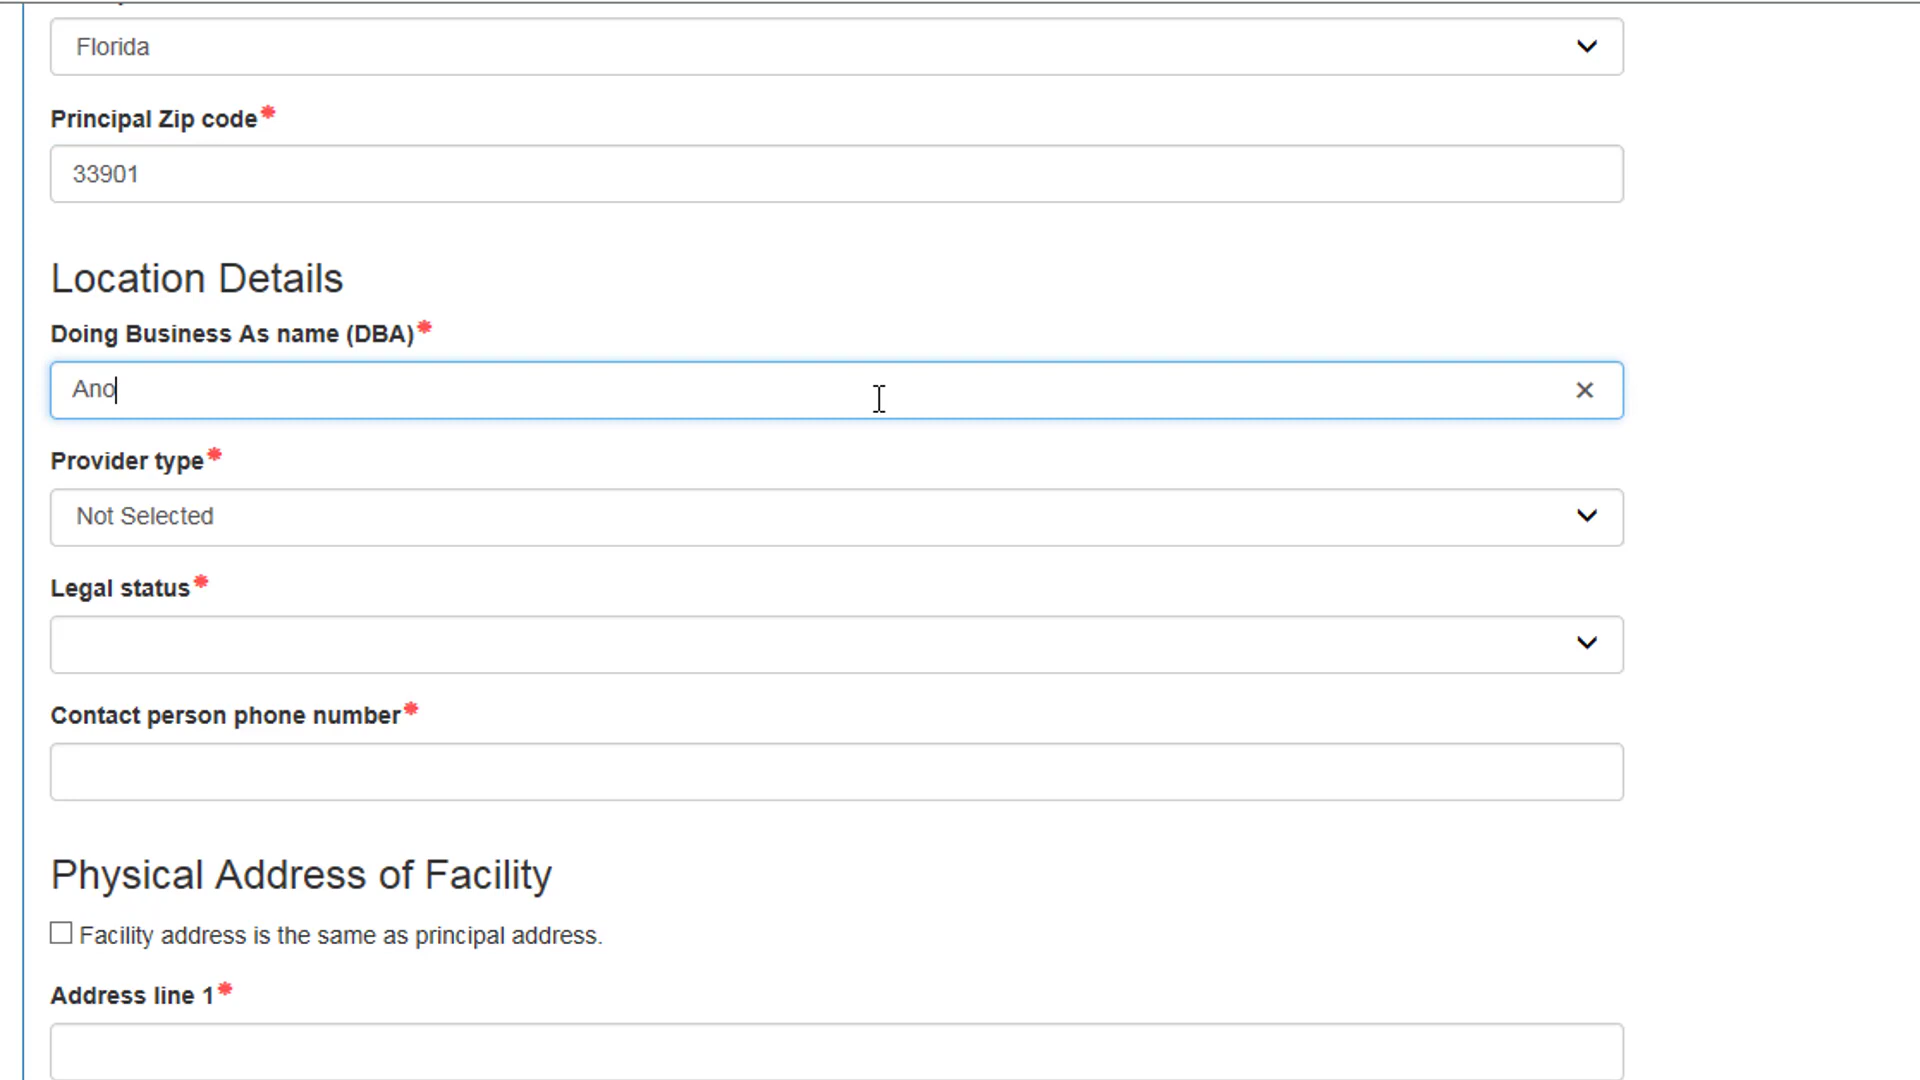 Florida
Principal Zip code*
33901
Location Details
Doing Business As name (DBA)*
Ano
Provider type*
Not Selected
Legal status*
Contact person phone number*
Physical Address of Facility
Facility address is the same as principal address.
Address line 1*